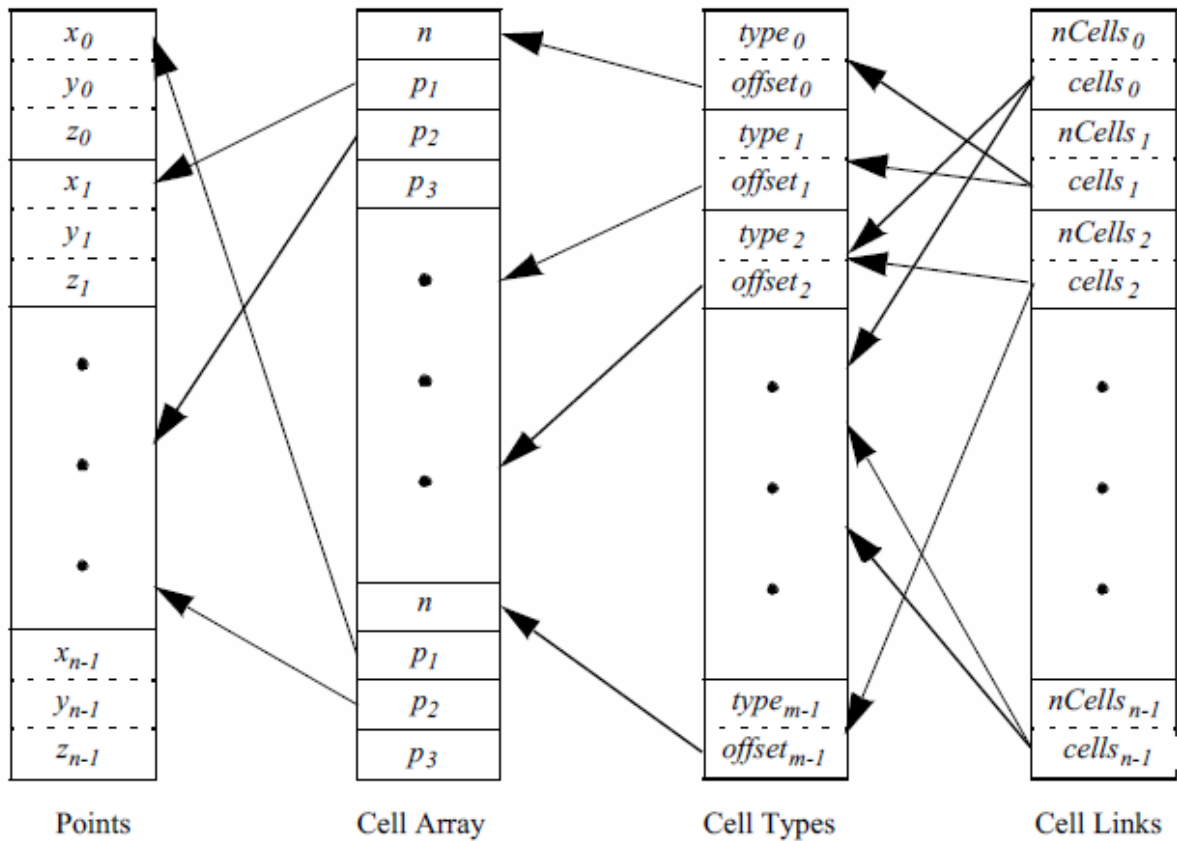 x0
y0
z0
x1
y1
z1
xn-1
yn-1
zn-1
Points
n
p1
p2
p3
n
p1
p2
p3
Cell Array
type0
offset0
type1
offset1
type2
offset2
typem-1
offsetm-1
Cell Types
nCells0
cells0
nCells1
cells1
nCells2
cells2
nCellsn-1
cellsn-1
Cell Links